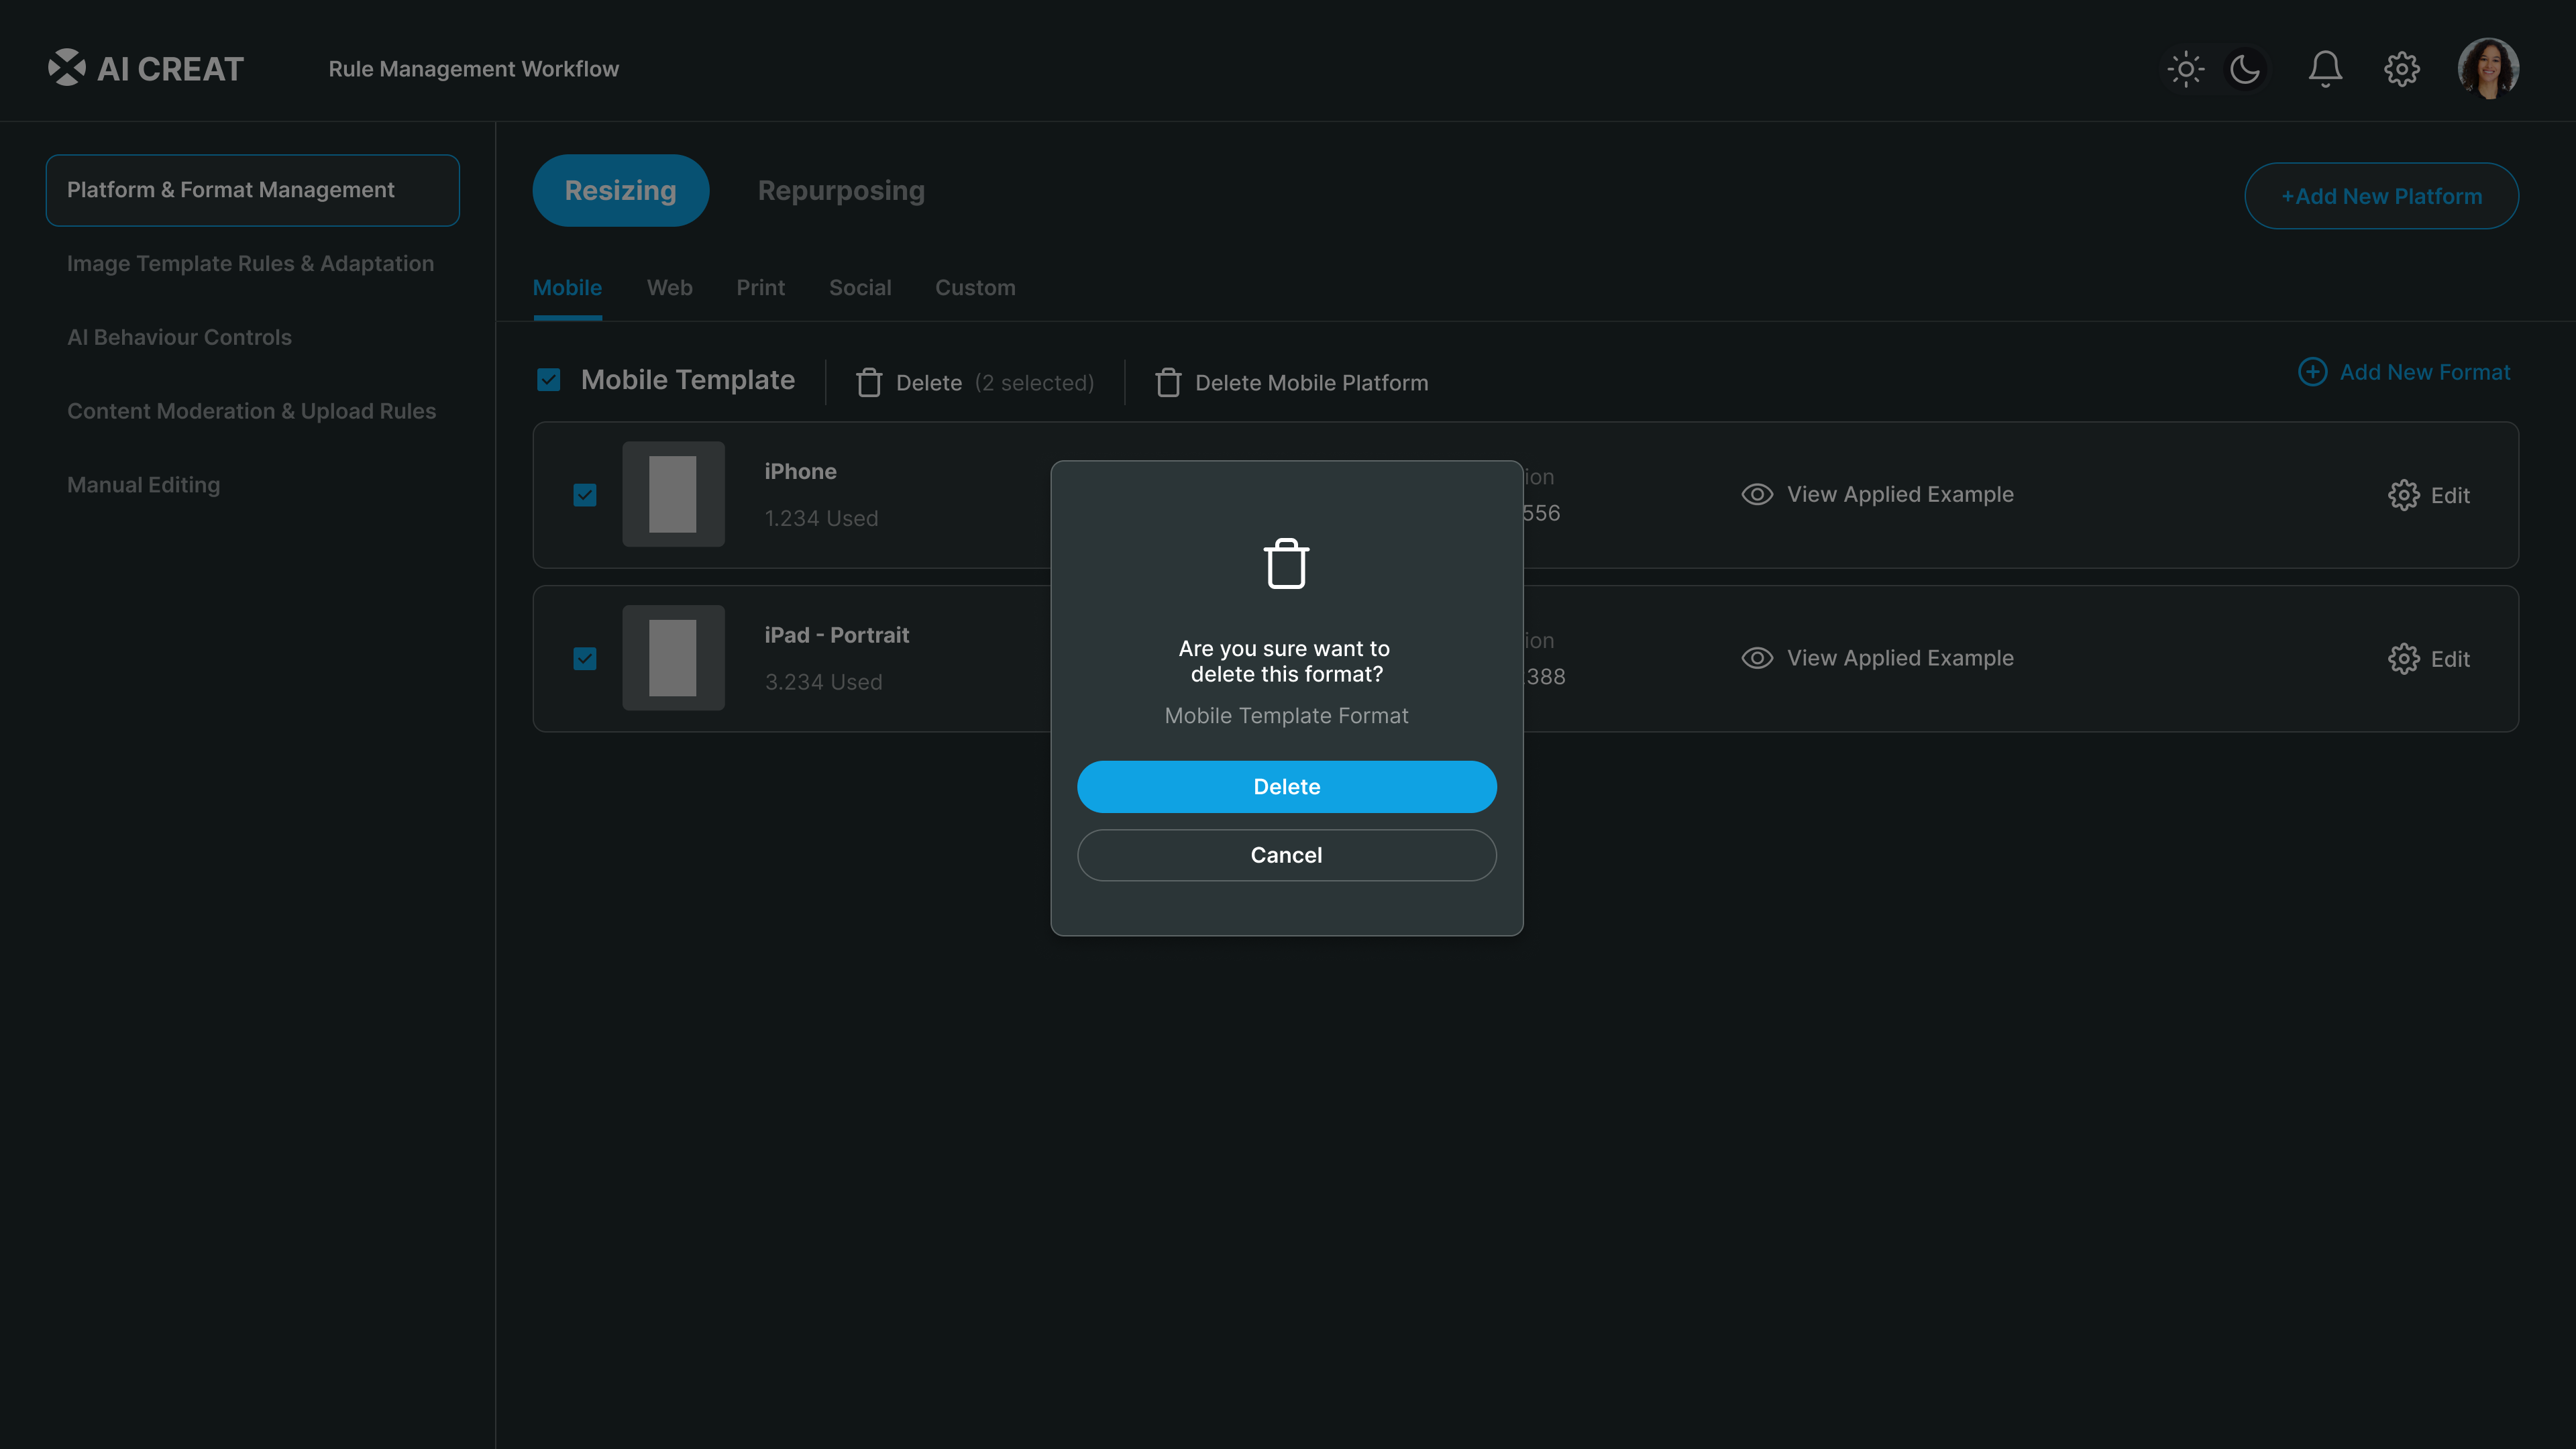 AI CREAT
Rule Management Workflow
Platform & Format Management
Image Template Rules & Adaptation
AI Behaviour Controls
Content Moderation & Upload Rules
Manual Editing
Resizing
Repurposing
+Add New Platform
Mobile
Web
Print
Social
Custom
Mobile Template
Delete (2 selected)
Delete Mobile Platform
Add New Format
iPhone
1.234 Used
ion
556
View Applied Example
Edit
iPad - Portrait
3.234 Used
ion
388
View Applied Example
Edit
Are you sure want to
delete this format?
Mobile Template Format
Delete
Cancel